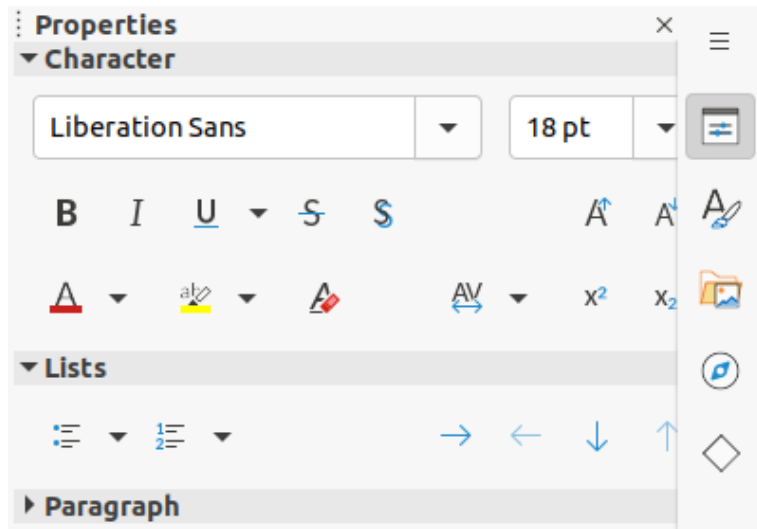 Properties
Character
Liberation Sans
18 pt
Lists
Paragraph